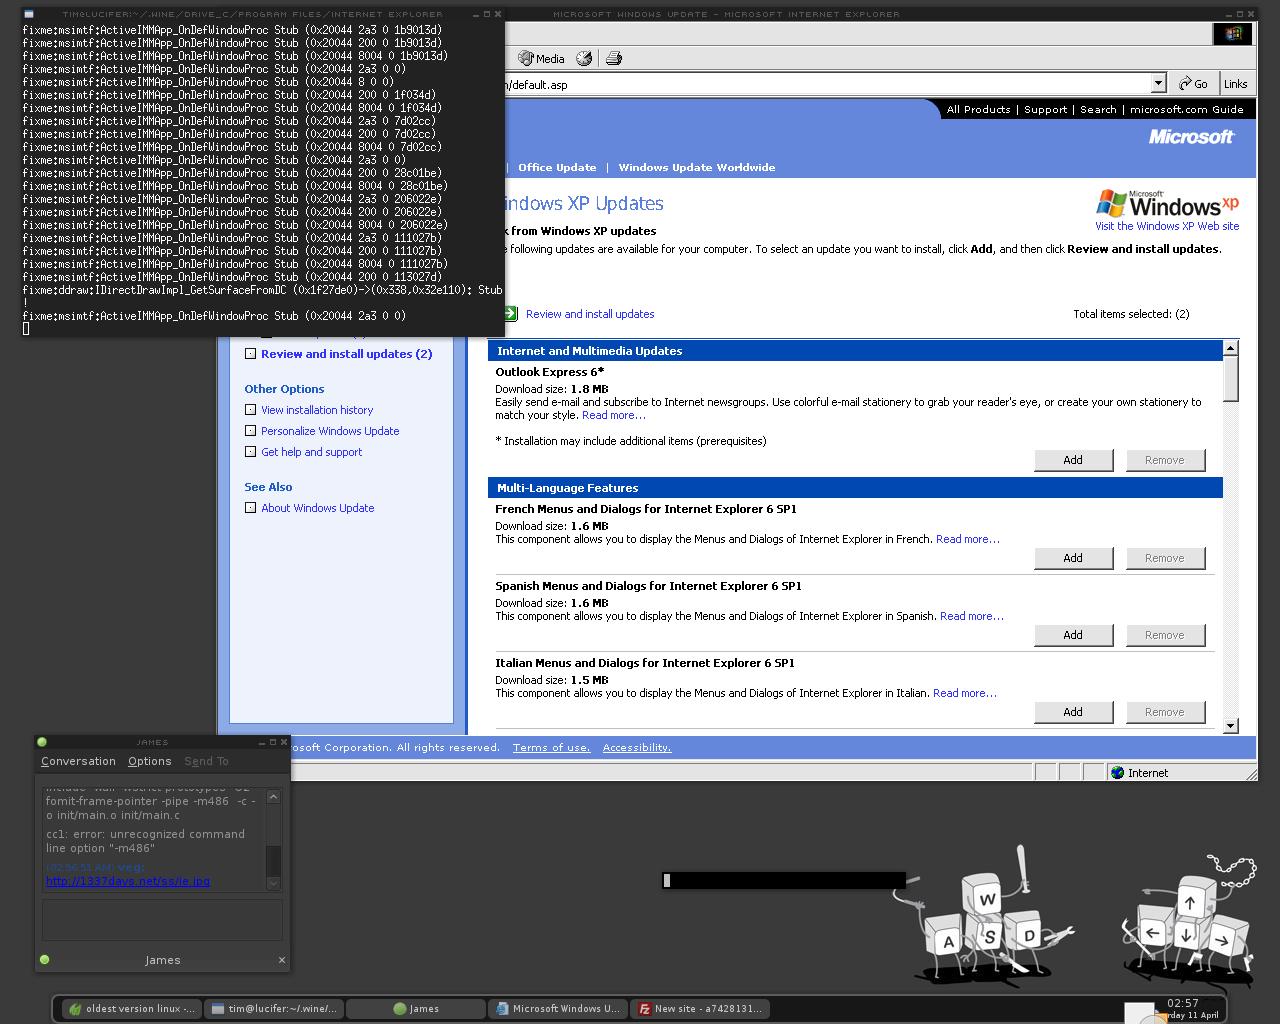 TIM@LUCIFER:~/.WINE/DRIVE_C/PROGRAM FILES/INTERNET EXPLORER
fixme:msimtf:ActiveIMMApp_OnDefWindowProc Stub (0x20044 2a3 0 1b9013d)
fixme:msimtf:ActiveIMMApp_OnDefWindowProc Stub (0x20044 200 0 1b9013d)
fixme:msimtf:ActiveIMMApp_OnDefWindowProc Stub (0x20044 8004 0 1b9013d)
fixme:msimtf:ActiveIMMApp_OnDefWindowProc Stub (0x20044 2a3 0 0)
fixme:msimtf:ActiveIMMApp_OnDefWindowProc Stub (0x20044 8 0 0)
fixme:msimtf:ActiveIMMApp_OnDefWindowProc Stub (0x20044 200 0 1f034d)
fixme:msimtf:ActiveIMMApp_OnDefWindowProc Stub (0x20044 8004 0 1f034d)
fixme:msimtf:ActiveIMMApp_OnDefWindowProc Stub (0x20044 2a3 0 7d02cc)
fixme:msimtf:ActiveIMMApp_OnDefWindowProc Stub (0x20044 200 0 7d02cc)
fixme:msimtf:ActiveIMMApp_OnDefWindowProc Stub (0x20044 8004 0 7d02cc)
fixme:msimtf:ActiveIMMApp_OnDefWindowProc Stub (0x20044 2a3 0 0)
fixme:msimtf:ActiveIMMApp_OnDefWindowProc Stub (0x20044 200 0 28c01be)
fixme:msimtf:ActiveIMMApp_OnDefWindowProc Stub (0x20044 8004 0 28c01be)
fixme:msimtf:ActiveIMMApp_OnDefWindowProc Stub (0x20044 2a3 0 206022e)
fixme:msimtf:ActiveIMMApp_OnDefWindowProc Stub (0x20044 200 0 206022e)
fixme:msimtf:ActiveIMMApp_OnDefWindowProc Stub (0x20044 8004 0 206022e)
fixme:msimtf:ActiveIMMApp_OnDefWindowProc Stub (0x20044 2a3 0 111027b)
fixme:msimtf:ActiveIMMApp_OnDefWindowProc Stub (0x20044 200 0 111027b)
fixme:msimtf:ActiveIMMApp_OnDefWindowProc Stub (0x20044 8004 0 111027b)
fixme:msimtf:ActiveIMMApp_OnDefWindowProc Stub (0x20044 200 0 113027d)
fixme:ddraw:IDirectDrawImpl_GetSurfaceFromDC (0x1f27de0)->(0x338,0x32e110): Stub
!
fixme:msimtf:ActiveIMMApp_OnDefWindowProc Stub (0x20044 2a3 0 0)
MICROSOFT WINDOWS UPDATE - MICROSOFT INTERNET EXPLORER
Media
n/default.asp
Go
Links
All Products | Support | Search | microsoft.com Guide
Microsoft
| Office Update | Windows Update Worldwide
indows XP Updates
Microsoft
Windows xp
Visit the Windows XP Web site
k from Windows XP updates
e following updates are available for your computer. To select an update you want to install, click Add, and then click Review and install updates.
Review and install updates
Total items selected: (2)
Review and install updates (2)
Other Options
View installation history
Personalize Windows Update
Get help and support
See Also
About Windows Update
Internet and Multimedia Updates
Outlook Express 6*
Download size: 1.8 MB
Easily send e-mail and subscribe to Internet newsgroups. Use colorful e-mail stationery to grab your reader's eye, or create your own stationery to
match your style. Read more...
* Installation may include additional items (prerequisites)
Add Remove
Multi-Language Features
French Menus and Dialogs for Internet Explorer 6 SP1
Download size: 1.6 MB
This component allows you to display the Menus and Dialogs of Internet Explorer in French. Read more...
Add Remove
Spanish Menus and Dialogs for Internet Explorer 6 SP1
Download size: 1.6 MB
This component allows you to display the Menus and Dialogs of Internet Explorer in Spanish. Read more...
Add Remove
Italian Menus and Dialogs for Internet Explorer 6 SP1
Download size: 1.5 MB
This component allows you to display the Menus and Dialogs of Internet Explorer in Italian. Read more...
Add Remove
osoft Corporation. All rights reserved. Terms of use. Accessibility.
Internet
JAMES
Conversation Options Send To
fomit-frame-pointer -pipe -m486 -c -
o init/main.o init/main.c
cc1: error: unrecognized command
line option "-m486"
(02:56:51 AM) veg:
http://1337days.net/ss/ie.jpg
James
W
A S D
↑
← ↓ →
oldest version linux -...
tim@lucifer:~/.wine/...
James
Microsoft Windows U...
New site - a7428131...
02:57
rday 11 April